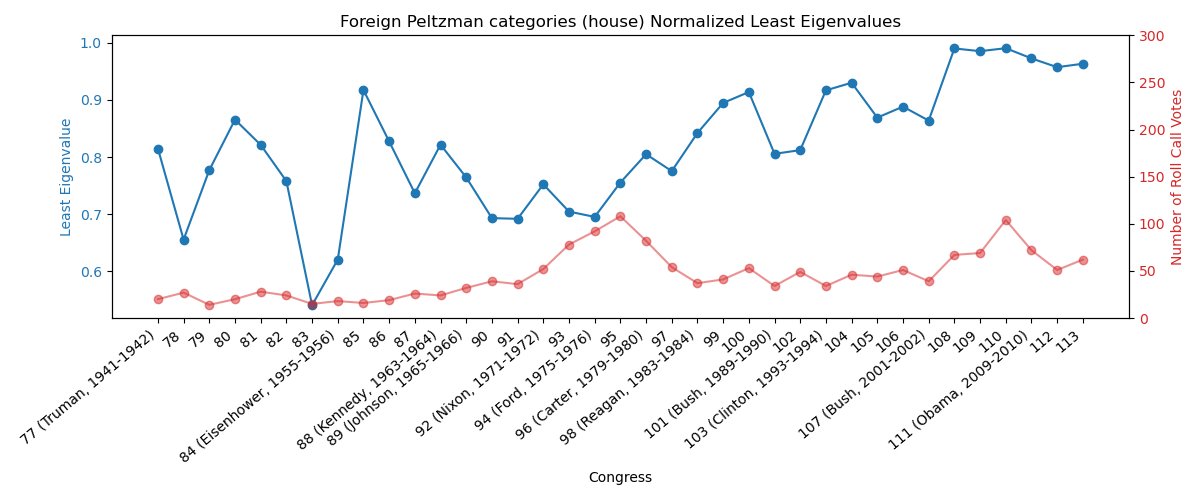 Foreign Peltzman categories (house) Normalized Least Eigenvalues
Least Eigenvalue
1.0
0.9
0.8
0.7
0.6
300
250
200
150
100
50
0
Number of Roll Call Votes
77 (Truman, 1941-1942)
78
79
80
81
82
83
84 (Eisenhower, 1955-1956)
85
86
87
88 (Kennedy, 1963-1964)
89 (Johnson, 1965-1966)
90
91
92 (Nixon, 1971-1972)
93
94 (Ford, 1975-1976)
95
96 (Carter, 1979-1980)
97
98 (Reagan, 1983-1984)
99
100
101 (Bush, 1989-1990)
102
103 (Clinton, 1993-1994)
104
105
106
107 (Bush, 2001-2002)
108
109
110
111 (Obama, 2009-2010)
112
113
Congress